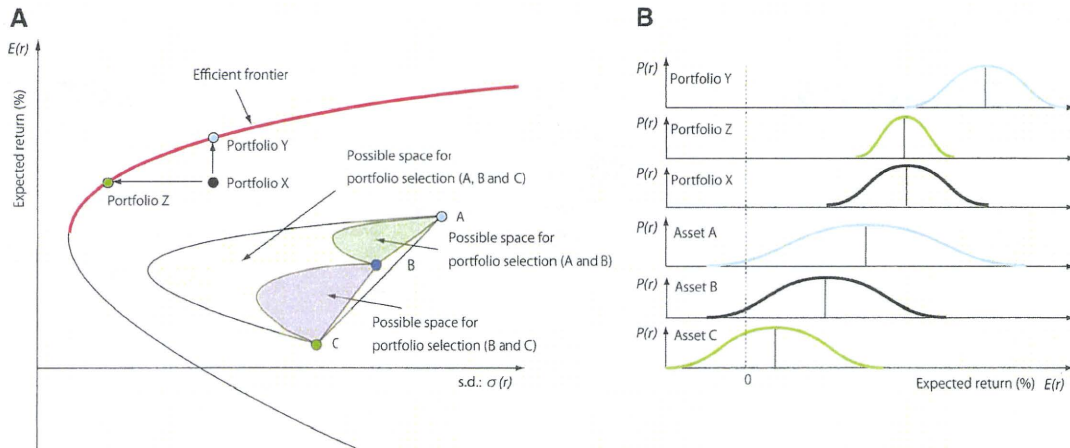 A
E(r)
Expected return (%)
Efficient frontier
Portfolio Y
Portfolio X
Portfolio Z
Possible space for
portfolio selection (A, B and C)
A
Possible space for
portfolio selection (A and B)
B
Possible space for
portfolio selection (B and C)
C
s.d.: σ(r)
B
P(r) Portfolio Y
P(r) Portfolio Z
P(r) Portfolio X
P(r) Asset A
P(r) Asset B
P(r) Asset C
0
Expected return (%) E(r)